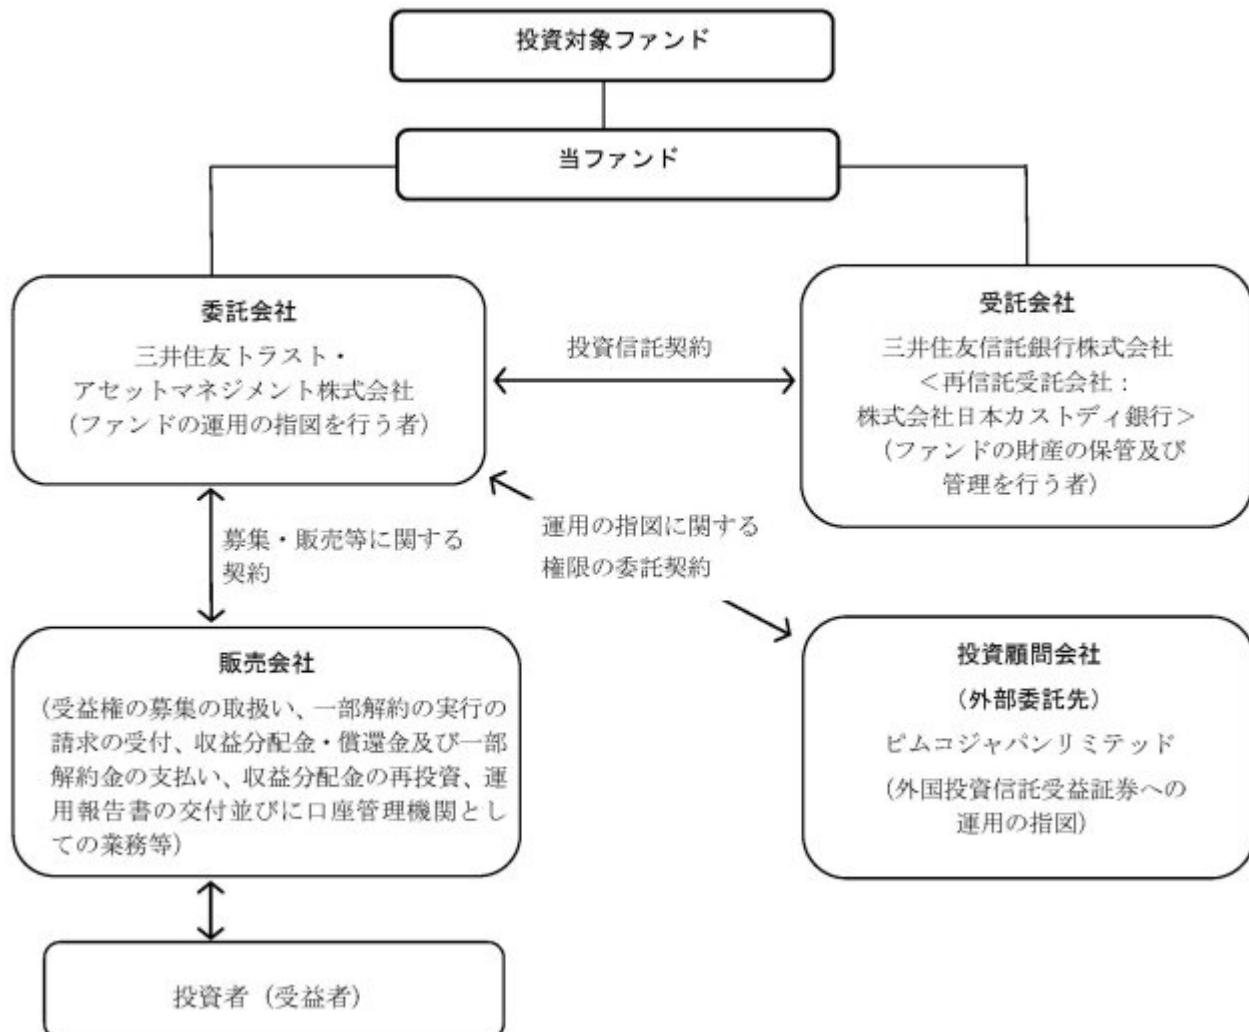 投資対象ファンド
当ファンド
委託会社
三井住友トラスト・
アセットマネジメント株式会社
（ファンドの運用の指図を行う者）
投資信託契約
受託会社
三井住友信託銀行株式会社
＜再信託受託会社：
株式会社日本カストディ銀行＞
（ファンドの財産の保管及び
管理を行う者）
募集・販売等に関する
契約
運用の指図に関する
権限の委託契約
販売会社
（受益権の募集の取扱い、一部解約の実行の
請求の受付、収益分配金・償還金及び一部
解約金の支払い、収益分配金の再投資、運
用報告書の交付並びに口座管理機関とし
ての業務等）
投資顧問会社
（外部委託先）
ピムコジャパンリミテッド
（外国投資信託受益証券への
運用の指図）
投資者（受益者）